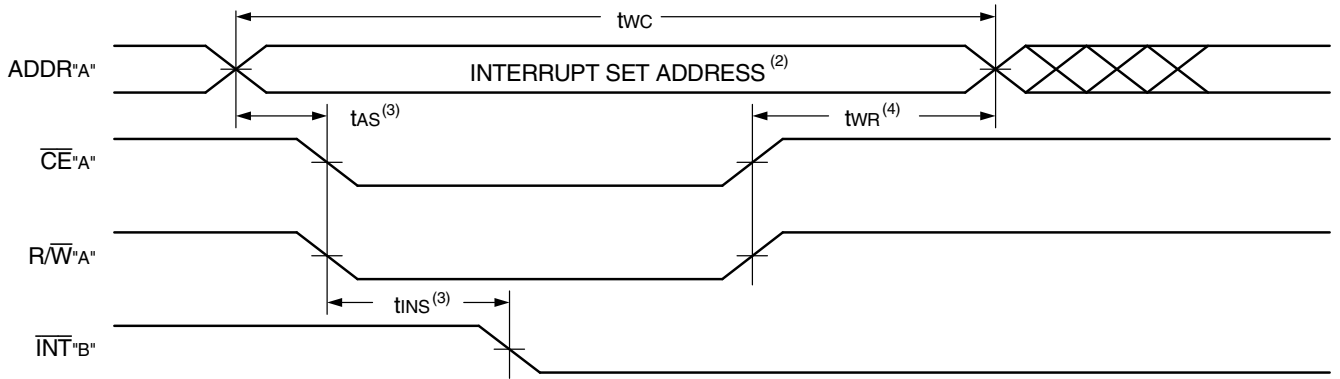 tWC
ADDR"A"
INTERRUPT SET ADDRESS (2)
tAS(3)
tWR(4)
CE"A"
R/W"A"
tINS(3)
INT"B"